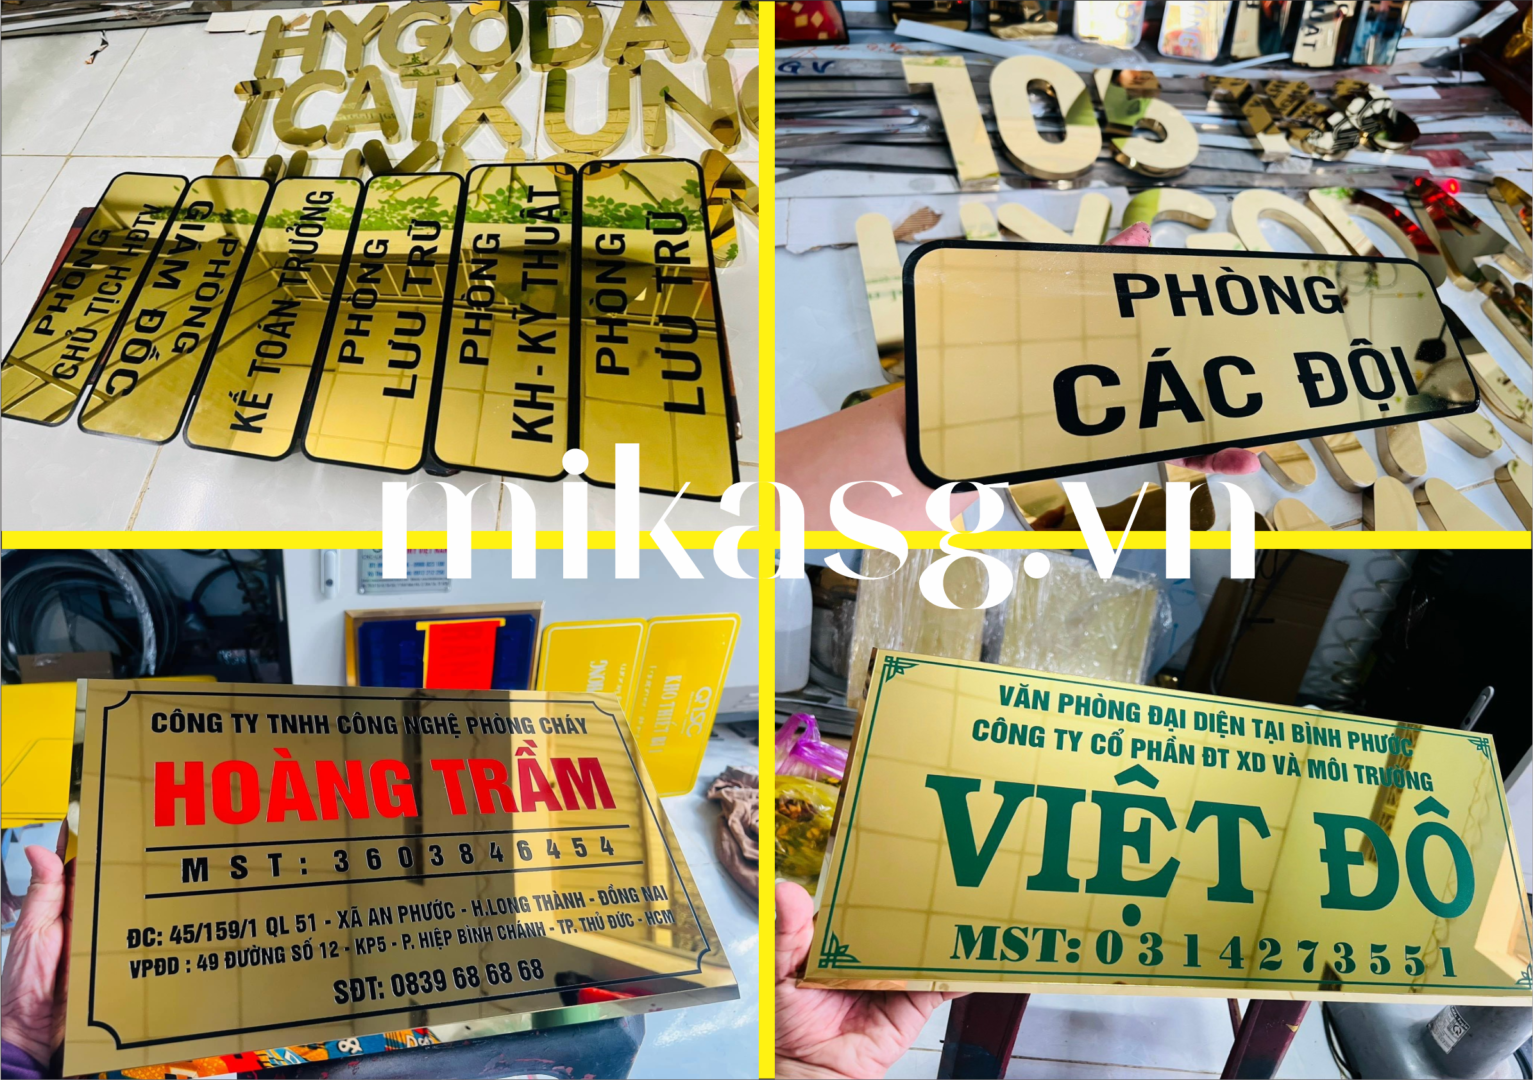 HYGODAA
TCATXUNG
PHÒNG
CHỦ TỊCH HĐTV
PHÒNG
GIÁM ĐỐC
KẾ TOÁN TRƯỞNG
PHÒNG
LƯU TRỮ
PHÒNG
KH - KỸ THUẬT
PHÒNG
LƯU TRỮ
10
PHÒNG
CÁC ĐỘI
mikasg.vn
CÔNG TY TNHH CÔNG NGHỆ PHÒNG CHÁY
HOÀNG TRẦM
MST: 3603846454
ĐC: 45/159/1 QL 51 - XÃ AN PHƯỚC - H.LONG THÀNH - ĐỒNG NAI
VPĐD : 49 ĐƯỜNG SỐ 12 - KP5 - P. HIỆP BÌNH CHÁNH - TP. THỦ ĐỨC - HCM
SĐT: 0839 68 68 68
VĂN PHÒNG ĐẠI DIỆN TẠI BÌNH PHƯỚC
CÔNG TY CỔ PHẦN ĐT XD VÀ MÔI TRƯỜNG
VIỆT ĐÔ
MST: 0314273551